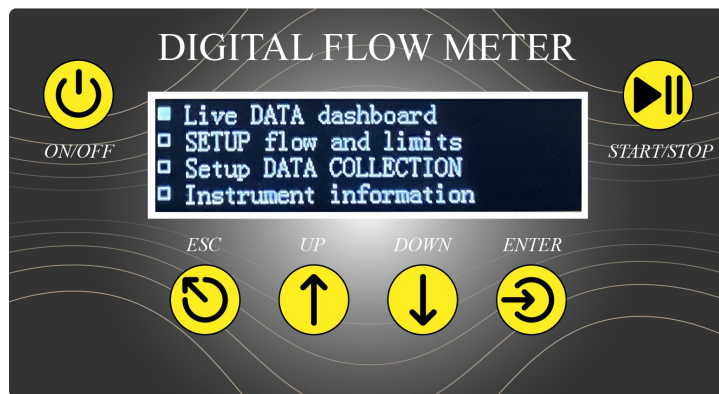 DIGITAL FLOW METER
ON/OFF
Live DATA dashboard
SETUP flow and limits
Setup DATA COLLECTION
Instrument information
START/STOP
ESC UP DOWN ENTER